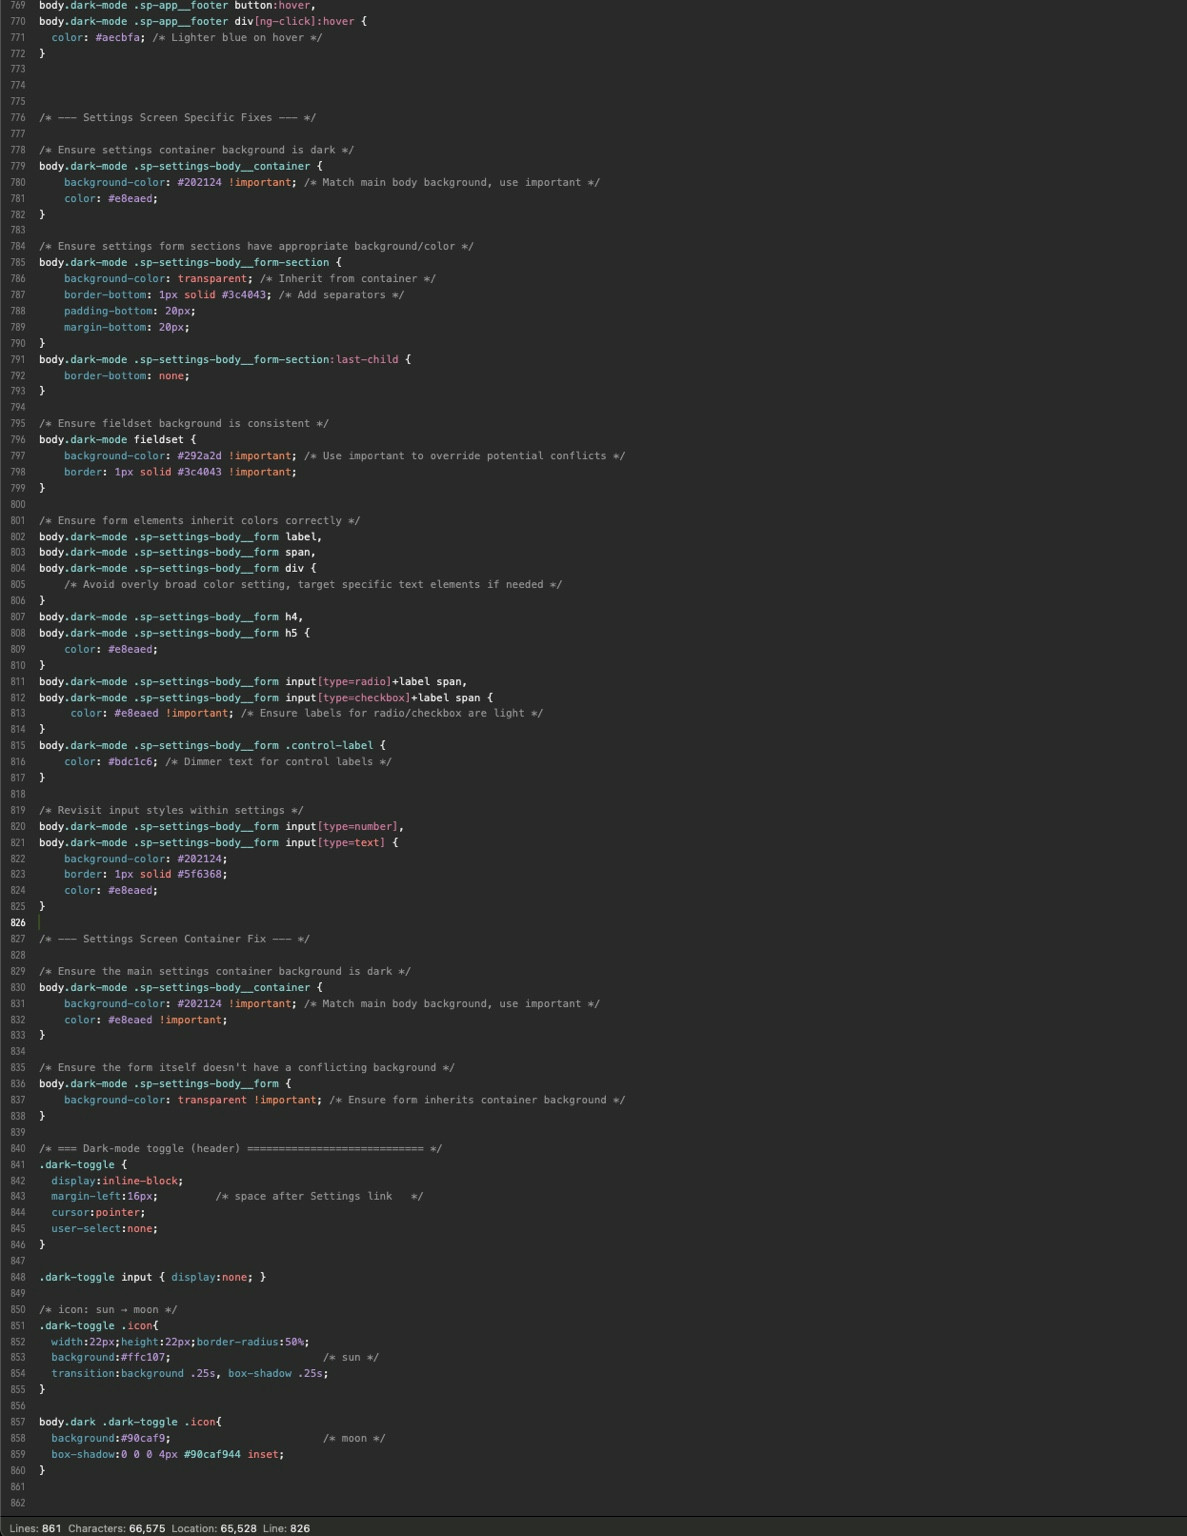 769 body.dark-mode .sp-app__footer button:hover,
770 body.dark-mode .sp-app__footer div[ng-click]:hover {
771   color: #aecbfa; /* Lighter blue on hover */
772 }
773
774
775
776 /* --- Settings Screen Specific Fixes --- */
777
778 /* Ensure settings container background is dark */
779 body.dark-mode .sp-settings-body__container {
780     background-color: #202124 !important; /* Match main body background, use important */
781     color: #e8eaed;
782 }
783
784 /* Ensure settings form sections have appropriate background/color */
785 body.dark-mode .sp-settings-body__form-section {
786     background-color: transparent; /* Inherit from container */
787     border-bottom: 1px solid #3c4043; /* Add separators */
788     padding-bottom: 20px;
789     margin-bottom: 20px;
790 }
791 body.dark-mode .sp-settings-body__form-section:last-child {
792     border-bottom: none;
793 }
794
795 /* Ensure fieldset background is consistent */
796 body.dark-mode fieldset {
797     background-color: #292a2d !important; /* Use important to override potential conflicts */
798     border: 1px solid #3c4043 !important;
799 }
800
801 /* Ensure form elements inherit colors correctly */
802 body.dark-mode .sp-settings-body__form label,
803 body.dark-mode .sp-settings-body__form span,
804 body.dark-mode .sp-settings-body__form div {
805     /* Avoid overly broad color setting, target specific text elements if needed */
806 }
807 body.dark-mode .sp-settings-body__form h4,
808 body.dark-mode .sp-settings-body__form h5 {
809     color: #e8eaed;
810 }
811 body.dark-mode .sp-settings-body__form input[type=radio]+label span,
812 body.dark-mode .sp-settings-body__form input[type=checkbox]+label span {
813      color: #e8eaed !important; /* Ensure labels for radio/checkbox are light */
814 }
815 body.dark-mode .sp-settings-body__form .control-label {
816     color: #bdc1c6; /* Dimmer text for control labels */
817 }
818
819 /* Revisit input styles within settings */
820 body.dark-mode .sp-settings-body__form input[type=number],
821 body.dark-mode .sp-settings-body__form input[type=text] {
822     background-color: #202124;
823     border: 1px solid #5f6368;
824     color: #e8eaed;
825 }
826
827 /* --- Settings Screen Container Fix --- */
828
829 /* Ensure the main settings container background is dark */
830 body.dark-mode .sp-settings-body__container {
831     background-color: #202124 !important; /* Match main body background, use important */
832     color: #e8eaed !important;
833 }
834
835 /* Ensure the form itself doesn't have a conflicting background */
836 body.dark-mode .sp-settings-body__form {
837     background-color: transparent !important; /* Ensure form inherits container background */
838 }
839
840 /* === Dark-mode toggle (header) ============================ */
841 .dark-toggle {
842   display:inline-block;
843   margin-left:16px;         /* space after Settings link   */
844   cursor:pointer;
845   user-select:none;
846 }
847
848 .dark-toggle input { display:none; }
849
850 /* icon: sun → moon */
851 .dark-toggle .icon{
852   width:22px;height:22px;border-radius:50%;
853   background:#ffc107;                        /* sun */
854   transition:background .25s, box-shadow .25s;
855 }
856
857 body.dark .dark-toggle .icon{
858   background:#90caf9;                        /* moon */
859   box-shadow:0 0 0 4px #90caf944 inset;
860 }
861
862
Lines: 861 Characters: 66,575 Location: 65,528 Line: 826